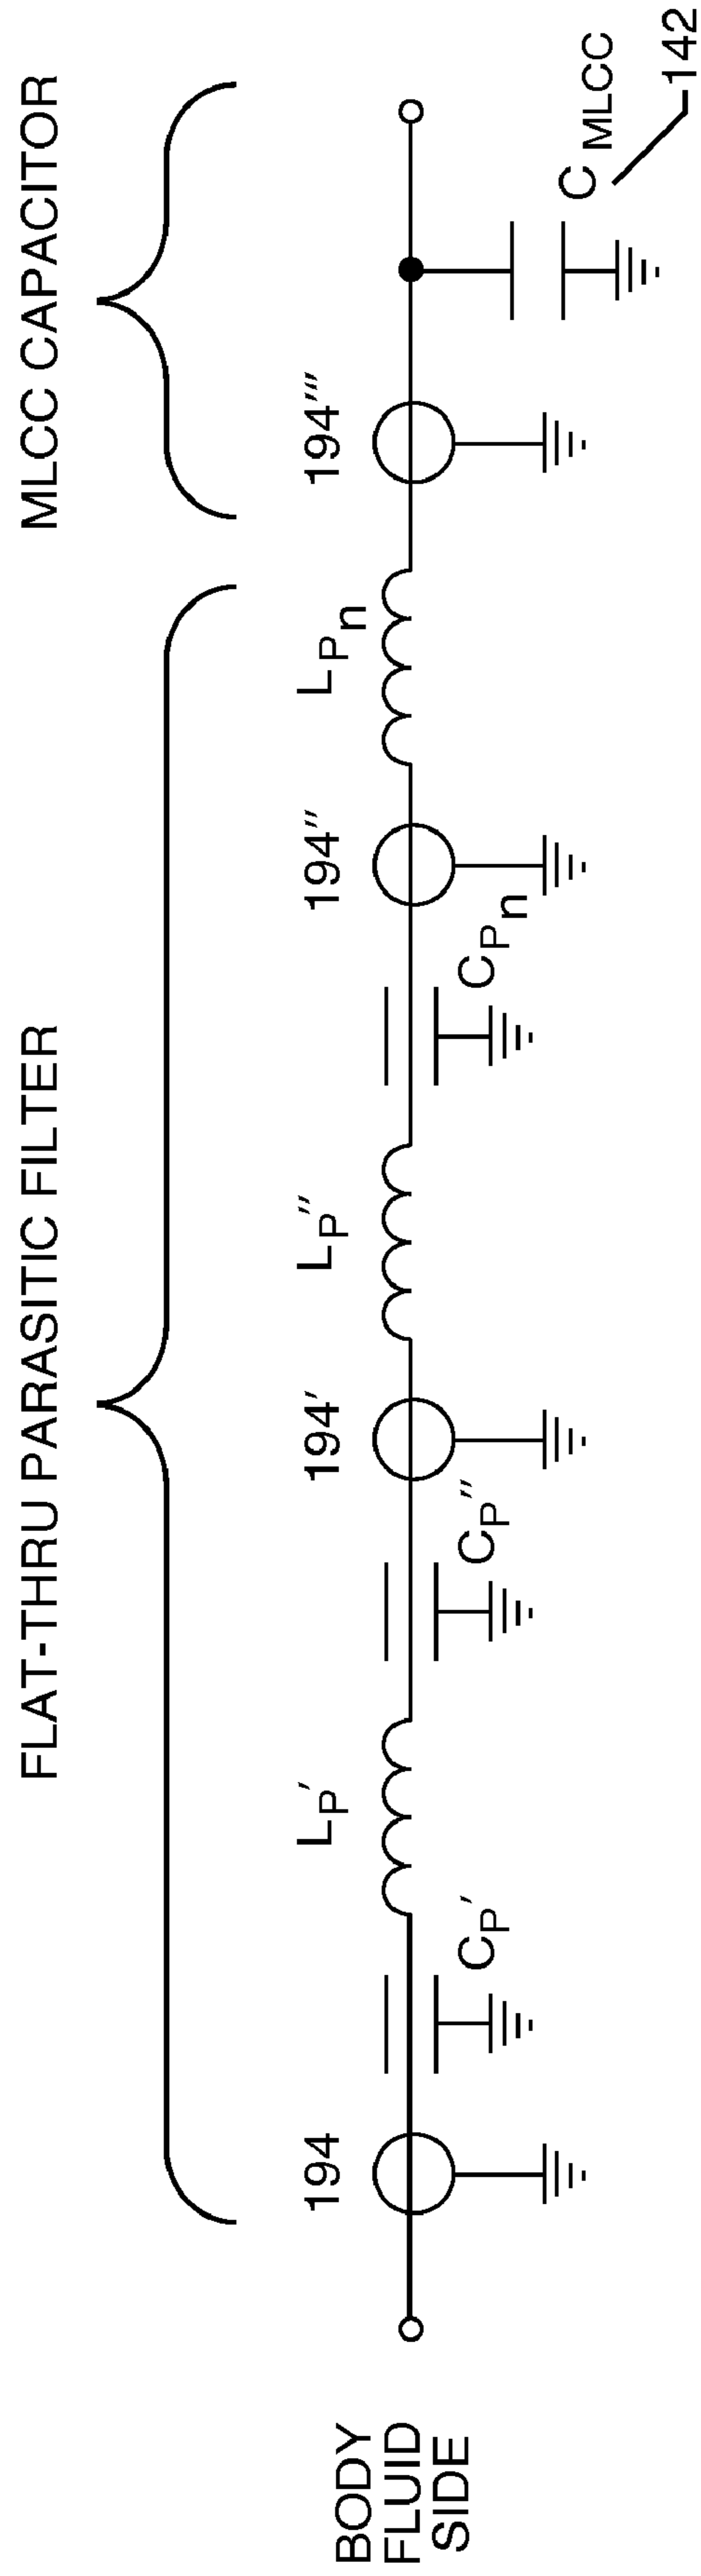 FLAT-THRU PARASITIC FILTER
MLCC CAPACITOR
194
L_P'
194'
L_P''
194''
L_Pn
194'''
BODY
FLUID
SIDE
C_P'
C_P''
C_Pn
C_MLCC
142